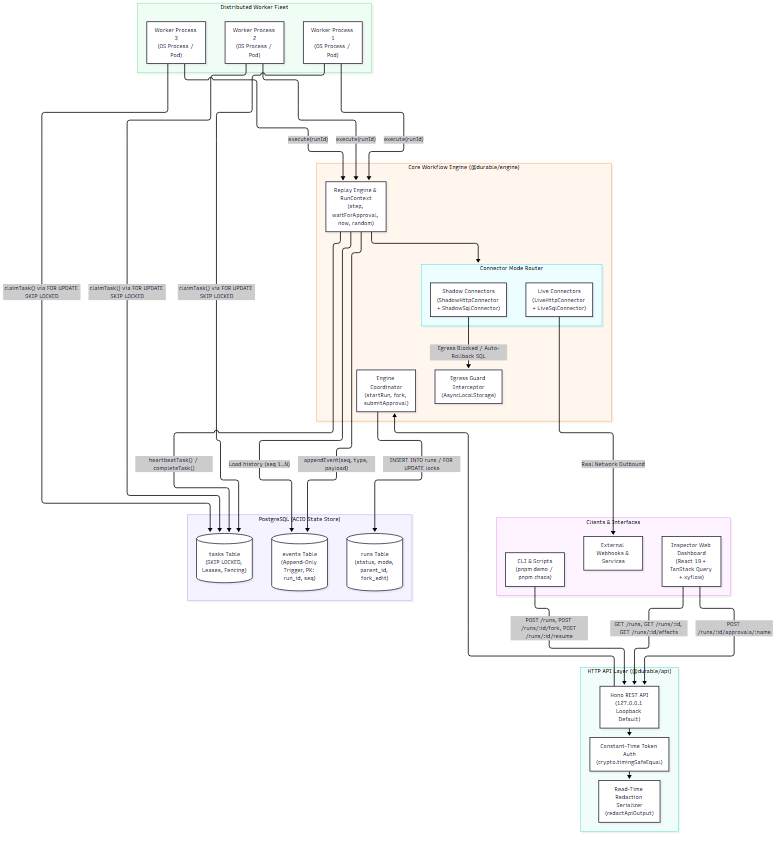 Distributed Worker Fleet
Worker Process
3
(OS Process /
Pod)
Worker Process
2
(OS Process /
Pod)
Worker Process
1
(OS Process /
Pod)
execute(runId)
execute(runId)
execute(runId)
Core Workflow Engine (@durable/engine)
Replay Engine &
RunContext
(step,
waitForApproval,
now, random)
Connector Mode Router
Shadow Connectors
(ShadowHttpConnector
+ ShadowSqlConnector)
Live Connectors
(LiveHttpConnector
+ LiveSqlConnector)
claimTask() via FOR UPDATE
SKIP LOCKED
claimTask() via FOR UPDATE
SKIP LOCKED
claimTask() via FOR UPDATE
SKIP LOCKED
Egress Blocked / Auto-
Rollback SQL
Engine
Coordinator
(startRun, fork,
submitApproval)
Egress Guard
Interceptor
(AsyncLocalStorage)
heartbeatTask() /
completeTask()
Load history (seq 1..N)
appendEvent(seq, type,
payload)
INSERT INTO runs / FOR
UPDATE locks
Real Network Outbound
PostgreSQL (ACID State Store)
tasks Table
(SKIP LOCKED,
Leases, Fencing)
events Table
(Append-Only
Trigger, PK:
run_id, seq)
runs Table
(status, mode,
parent_id,
fork_edit)
Clients & Interfaces
CLI & Scripts
(pnpm demo /
pnpm chaos)
External
Webhooks &
Services
Inspector Web
Dashboard
(React 19 +
TanStack Query
+ xyflow)
POST /runs, POST
/runs/:id/fork, POST
/runs/:id/resume
GET /runs, GET /runs/:id,
GET /runs/:id/effects
POST
/runs/:id/approvals/:name
HTTP API Layer (@durable/api)
Hono REST API
(127.0.0.1
Loopback
Default)
Constant-Time Token
Auth
(crypto.timingSafeEqual)
Read-Time
Redaction
Serializer
(redactApiOutput)